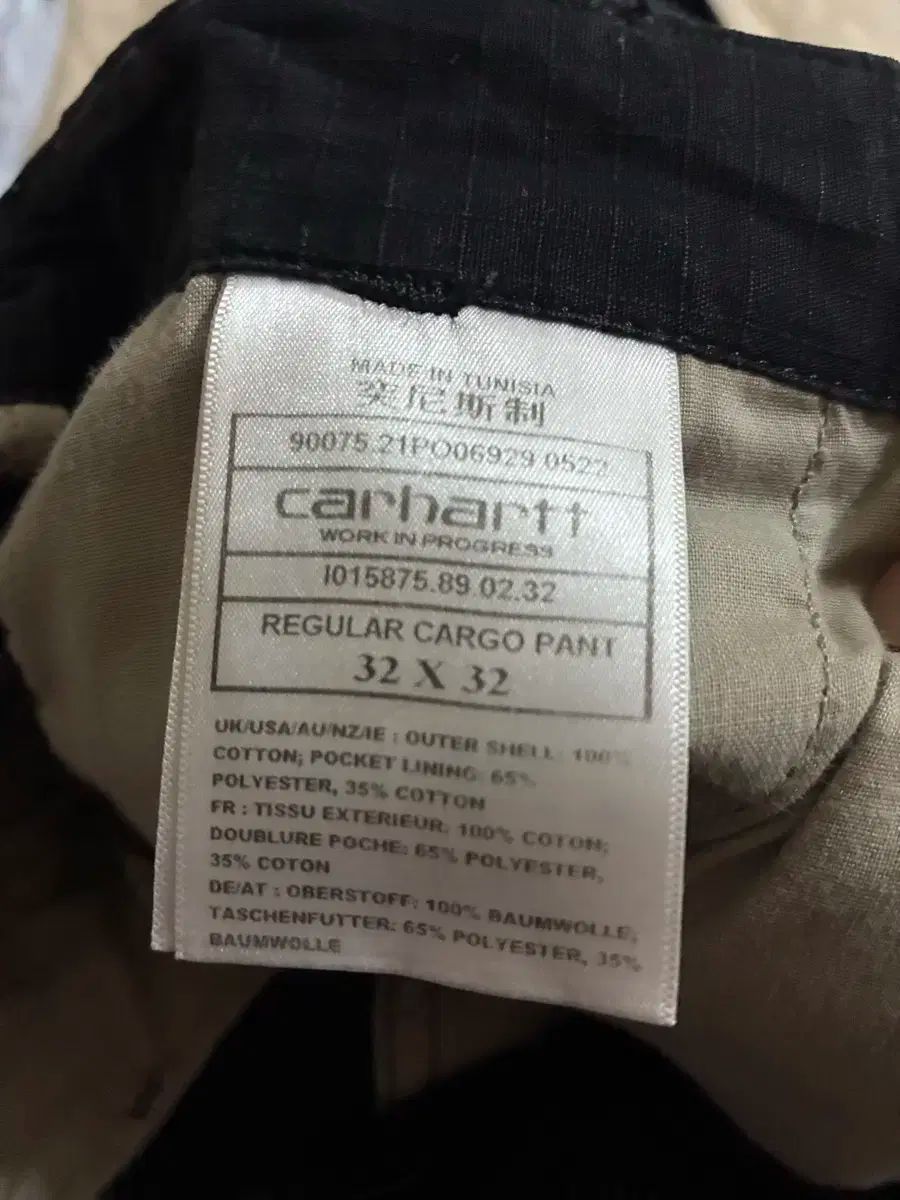 MADE IN TUNISIA
突尼斯制
90075.21PO06929.0522
carhartt
WORK IN PROGRESS
I015875.89.02.32
REGULAR CARGO PANT
32 X 32
UK/USA/AU/NZ/IE : OUTER SHELL: 100%
COTTON; POCKET LINING: 65%
POLYESTER, 35% COTTON
FR : TISSU EXTERIEUR: 100% COTON;
DOUBLURE POCHE: 65% POLYESTER,
35% COTON
DE/AT : OBERSTOFF: 100% BAUMWOLLE,
TASCHENFUTTER: 65% POLYESTER, 35%
BAUMWOLLE